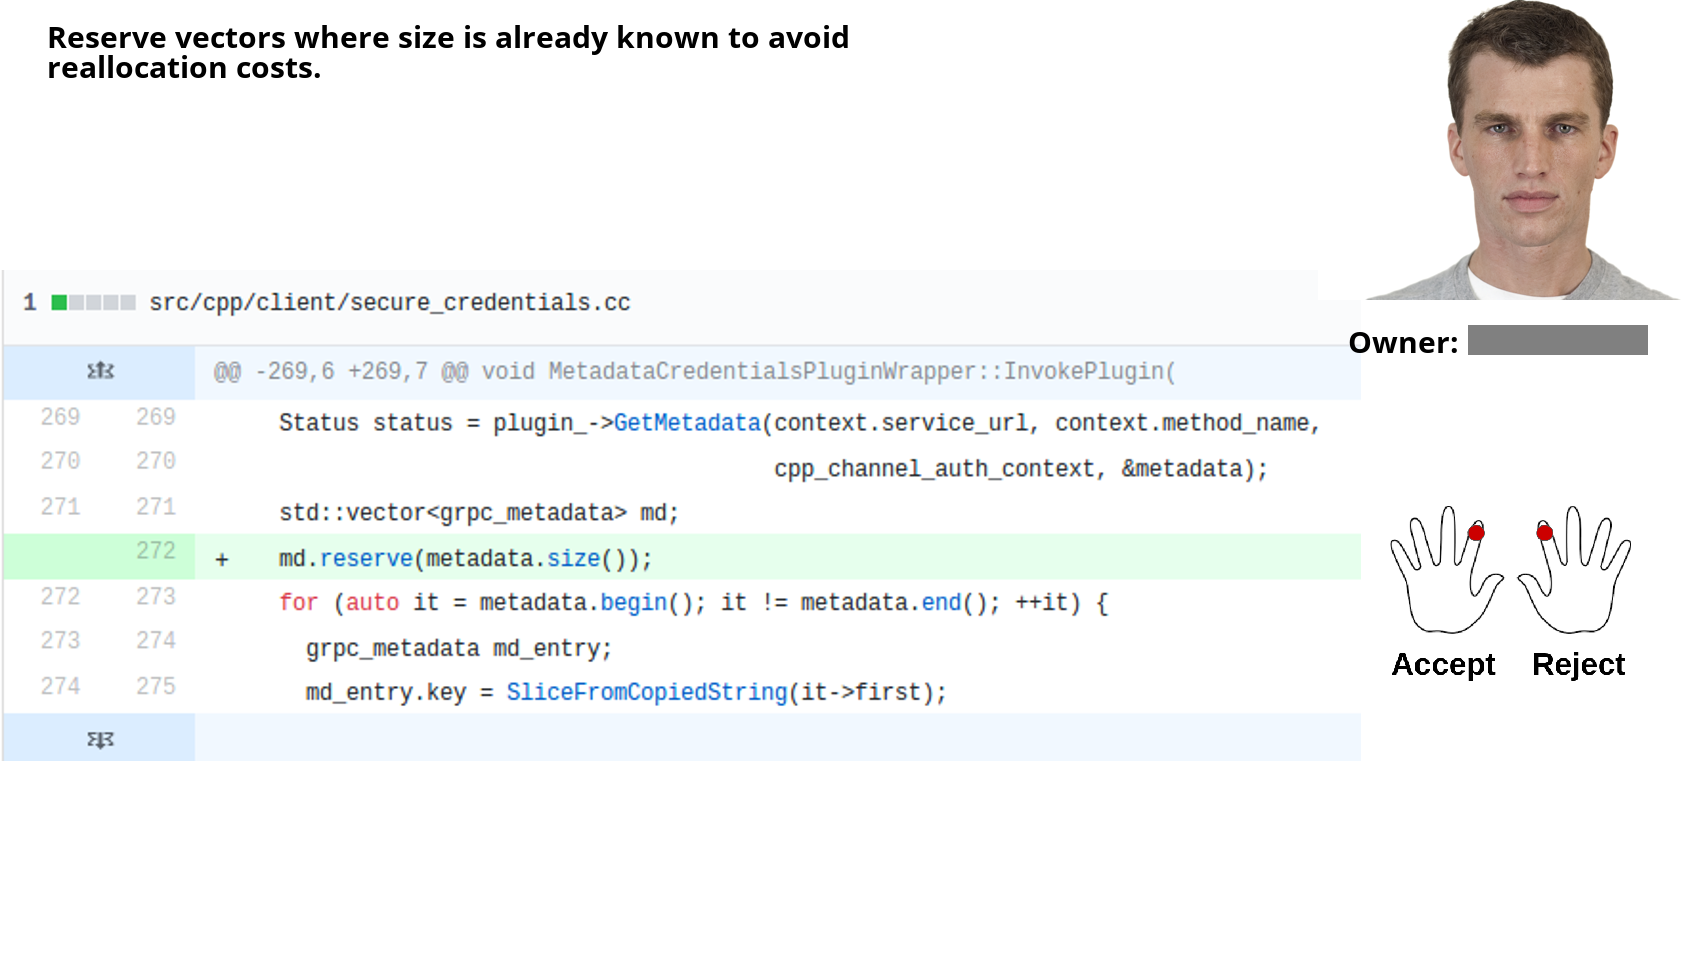 Reserve vectors where size is already known to avoid
reallocation costs.
1 src/cpp/client/secure_credentials.cc
Owner:
@@ -269,6 +269,7 @@ void MetadataCredentialsPluginWrapper::InvokePlugin(
269 269 Status status = plugin_->GetMetadata(context.service_url, context.method_name,
270 270 cpp_channel_auth_context, &metadata);
271 271 std::vector<grpc_metadata> md;
272 + md.reserve(metadata.size());
272 273 for (auto it = metadata.begin(); it != metadata.end(); ++it) {
273 274 grpc_metadata md_entry;
274 275 md_entry.key = SliceFromCopiedString(it->first);
Accept Reject